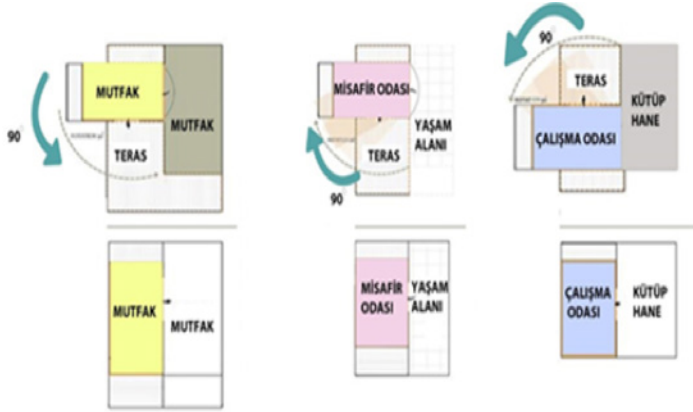 MUTFAK
MUTFAK
TERAS
90°
MİSAFİR ODASI
YAŞAM
ALANI
TERAS
90°
90°
TERAS
KÜTÜP
HANE
ÇALIŞMA ODASI
MUTFAK
MUTFAK
MİSAFİR
ODASI
YAŞAM
ALANI
ÇALIŞMA
ODASI
KÜTÜP
HANE